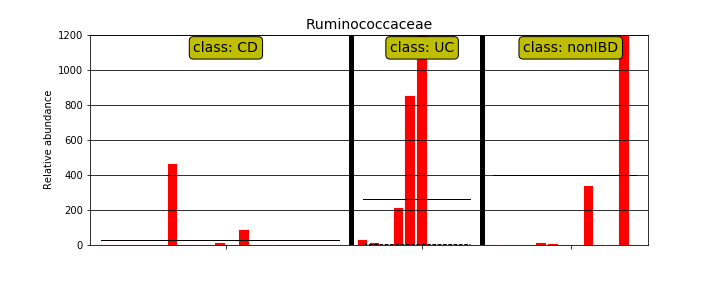 Ruminococcaceae
class: CD
class: UC
class: nonIBD
Relative abundance
1200
1000
800
600
400
200
0